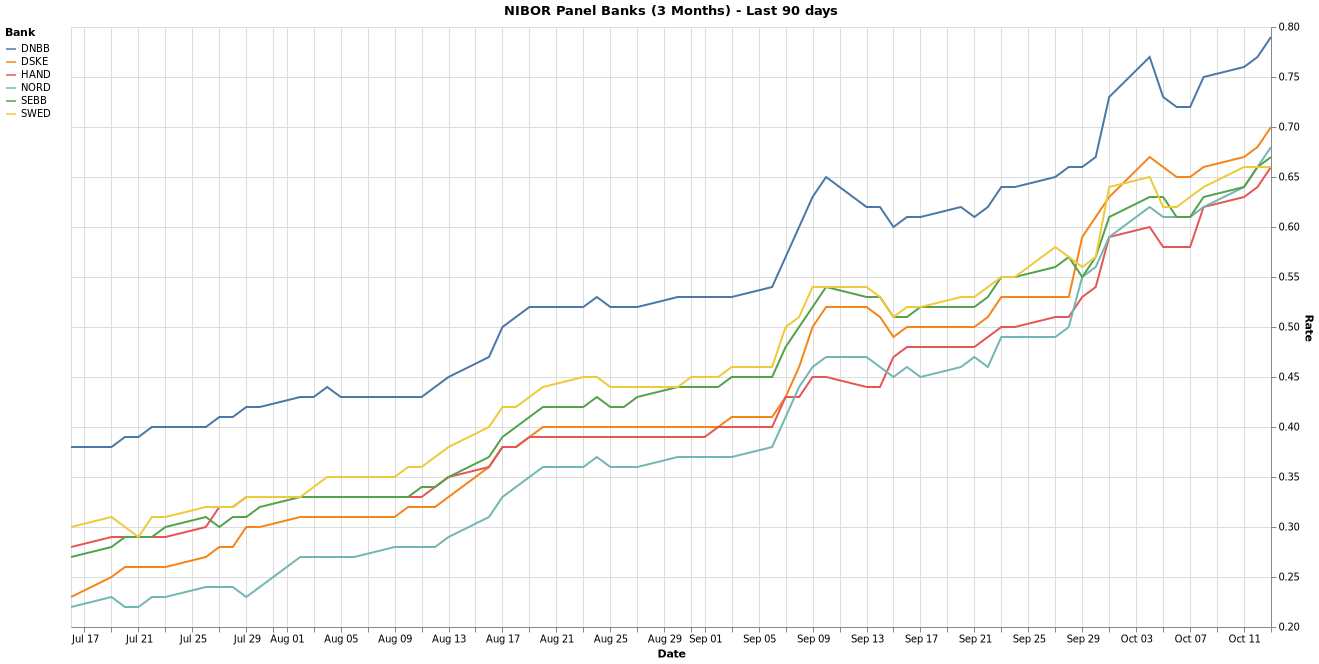 NIBOR Panel Banks (3 Months) - Last 90 days
Bank
DNBB
DSKE
HAND
NORD
SEBB
SWED
0.80
0.75
0.70
0.65
0.60
0.55
0.50
0.45
0.40
0.35
0.30
0.25
0.20
Rate
Jul 17 Jul 21 Jul 25 Jul 29 Aug 01 Aug 05 Aug 09 Aug 13 Aug 17 Aug 21 Aug 25 Aug 29 Sep 01 Sep 05 Sep 09 Sep 13 Sep 17 Sep 21 Sep 25 Sep 29 Oct 03 Oct 07 Oct 11
Date